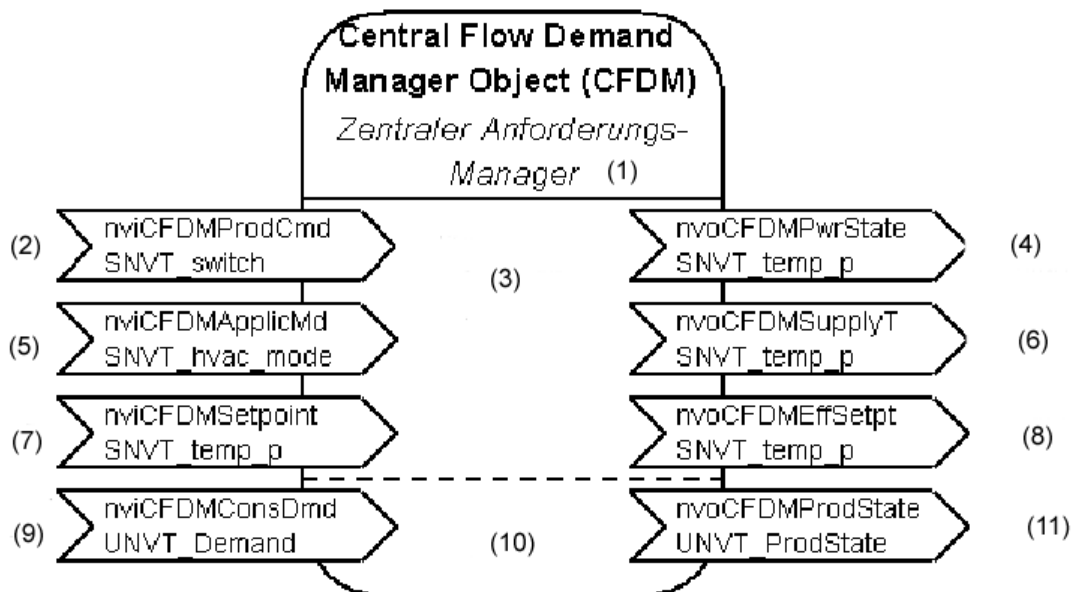 Central Flow Demand
Manager Object (CFDM)
Zentraler Anforderungs-
Manager (1)
(2) nviCFDMProdCmd
SNVT_switch
(3)
nvoCFDMPwrState
SNVT_temp_p
(4)
(5) nviCFDMApplicMd
SNVT_hvac_mode
nvoCFDMSupplyT
SNVT_temp_p
(6)
(7) nviCFDMSetpoint
SNVT_temp_p
nvoCFDMEffSetpt
SNVT_temp_p
(8)
(9) nviCFDMConsDmd
UNVT_Demand
(10)
nvoCFDMProdState
UNVT_ProdState
(11)